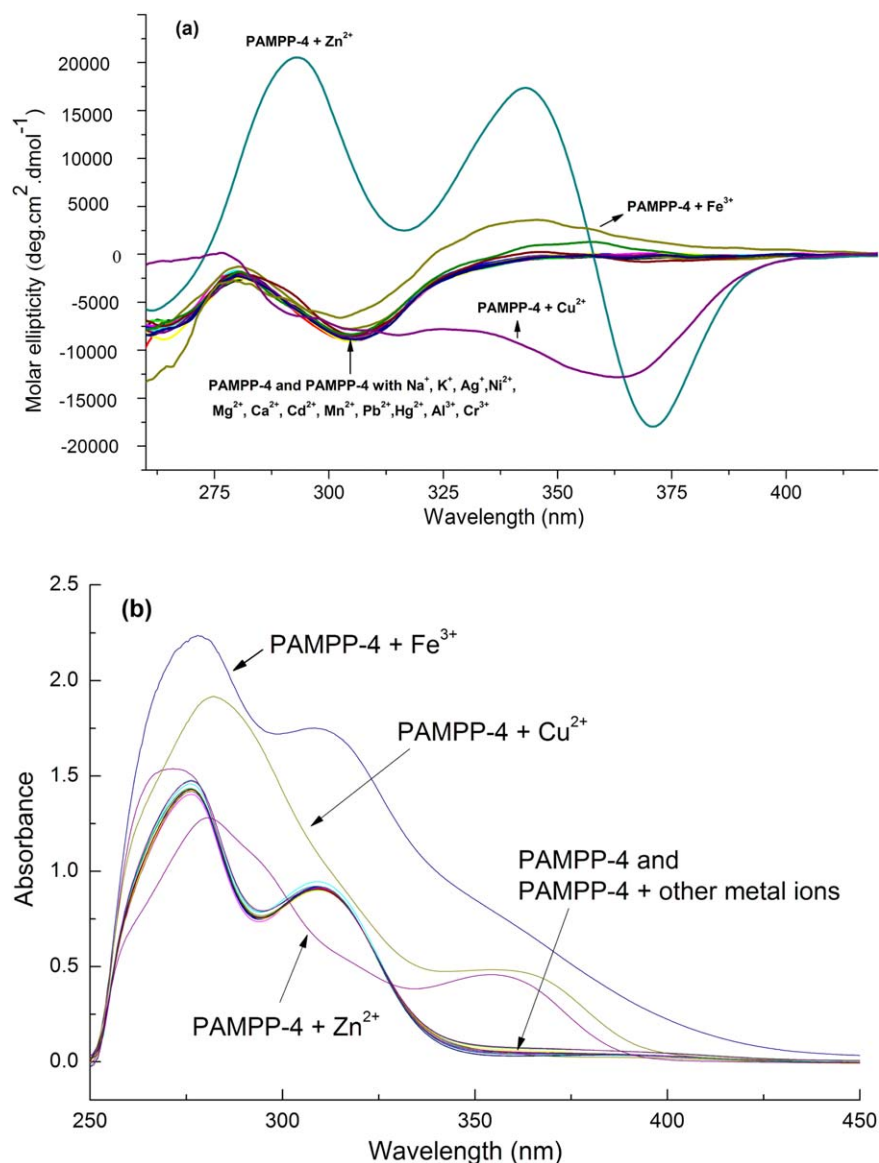 (a)
PAMPP-4 + Zn²⁺
20000
15000
10000
5000
0
-5000
-10000
-15000
-20000
Molar ellipticity (deg.cm².dmol⁻¹)
PAMPP-4 + Fe³⁺
PAMPP-4 + Cu²⁺
PAMPP-4 and PAMPP-4 with Na⁺, K⁺, Ag⁺,Ni²⁺,
Mg²⁺, Ca²⁺, Cd²⁺, Mn²⁺, Pb²⁺,Hg²⁺, Al³⁺, Cr³⁺
275 300 325 350 375 400
Wavelength (nm)
(b)
2.5
2.0
1.5
1.0
0.5
0.0
Absorbance
PAMPP-4 + Fe³⁺
PAMPP-4 + Cu²⁺
PAMPP-4 and
PAMPP-4 + other metal ions
PAMPP-4 + Zn²⁺
250 300 350 400 450
Wavelength (nm)